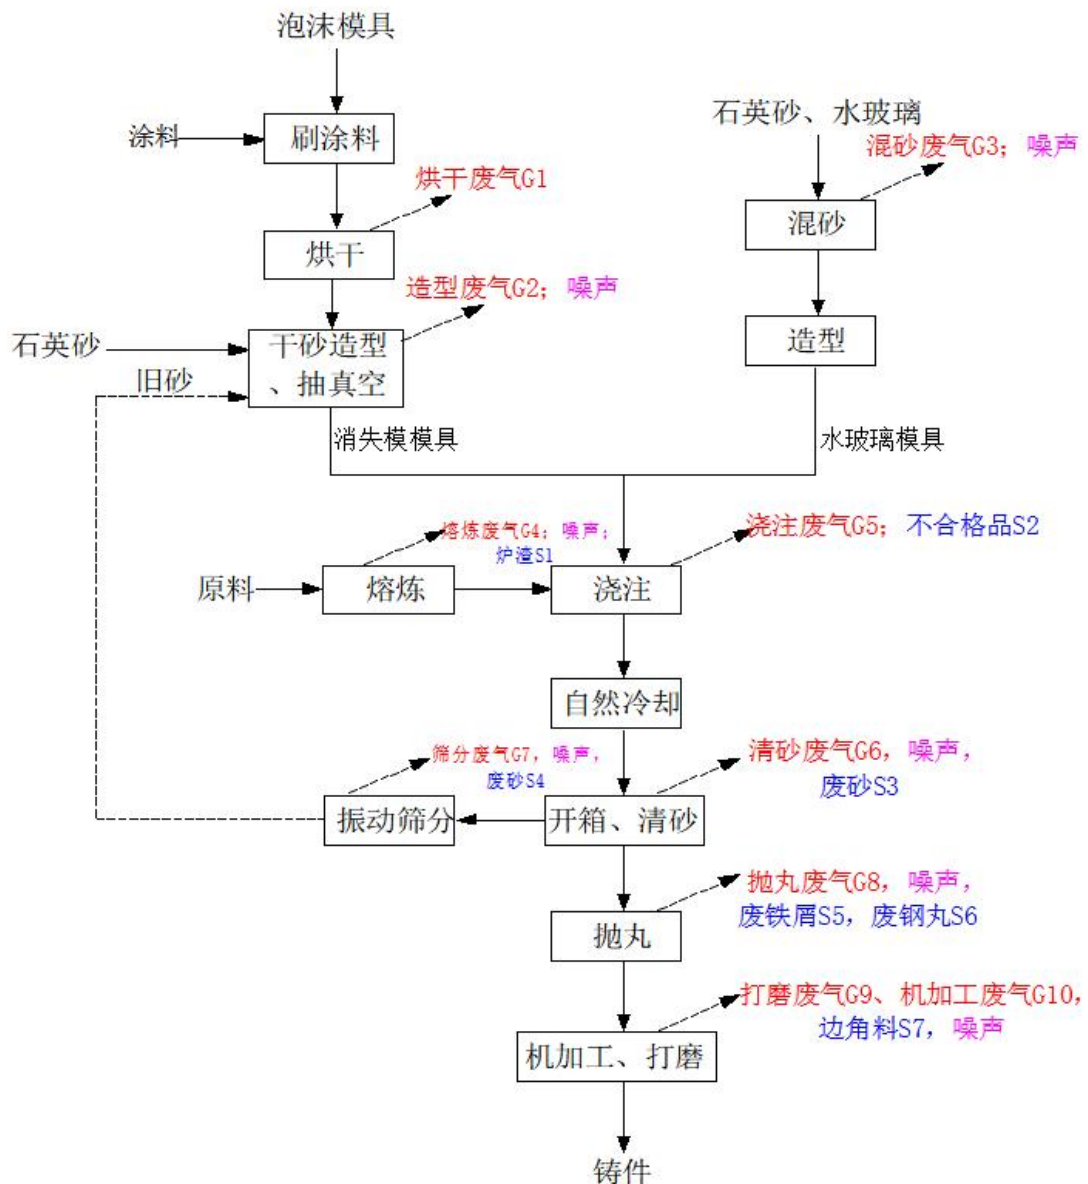 泡沫模具
涂料
刷涂料
烘干废气G1
烘干
造型废气G2；噪声
石英砂
干砂造型
、抽真空
旧砂
消失模模具
石英砂、水玻璃
混砂废气G3；噪声
混砂
造型
水玻璃模具
熔炼废气G4；噪声；
炉渣S1
原料
熔炼
浇注废气G5；不合格品S2
浇注
自然冷却
筛分废气G7，噪声，
废砂S4
振动筛分
清砂废气G6，噪声，
废砂S3
开箱、清砂
抛丸废气G8，噪声，
废铁屑S5，废钢丸S6
抛丸
打磨废气G9、机加工废气G10，
边角料S7，噪声
机加工、打磨
铸件